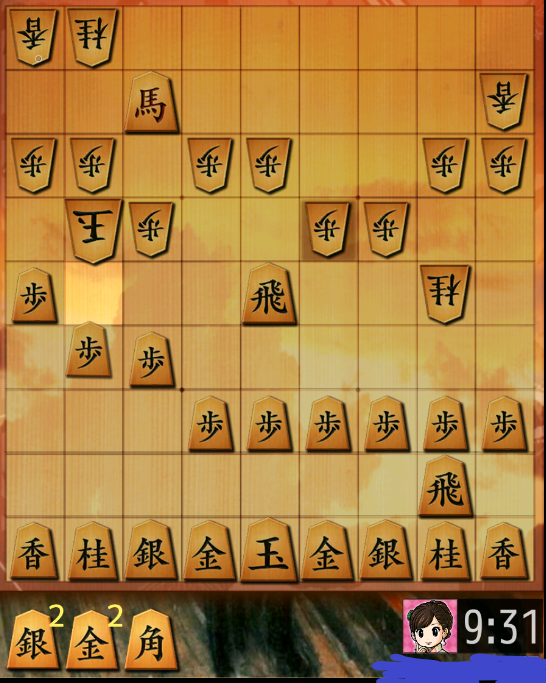 香 桂
馬 香
歩 歩 歩 歩 歩 歩
王 歩 歩 歩
歩 飛 桂
歩 歩
歩 歩 歩 歩 歩 歩
飛
香 桂 銀 金 玉 金 銀 桂 香
銀 2 金 2 角 9:31